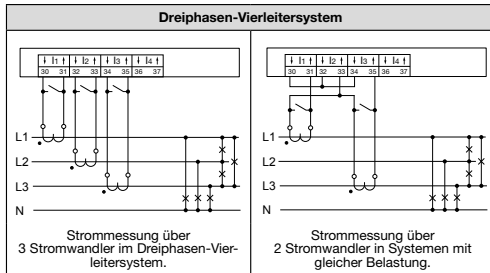 Dreiphasen-Vierleitersystem
↓ I1 ↑ ↓ I2 ↑ ↓ I3 ↑ ↓ I4 ↑
30 31 32 33 34 35 36 37
L1
L2
L3
N
Strommessung über
3 Stromwandler im Dreiphasen-Vier-
leitersystem.
↓ I1 ↑ ↓ I2 ↑ ↓ I3 ↑ ↓ I4 ↑
30 31 32 33 34 35 36 37
L1
L2
L3
N
Strommessung über
2 Stromwandler in Systemen mit
gleicher Belastung.